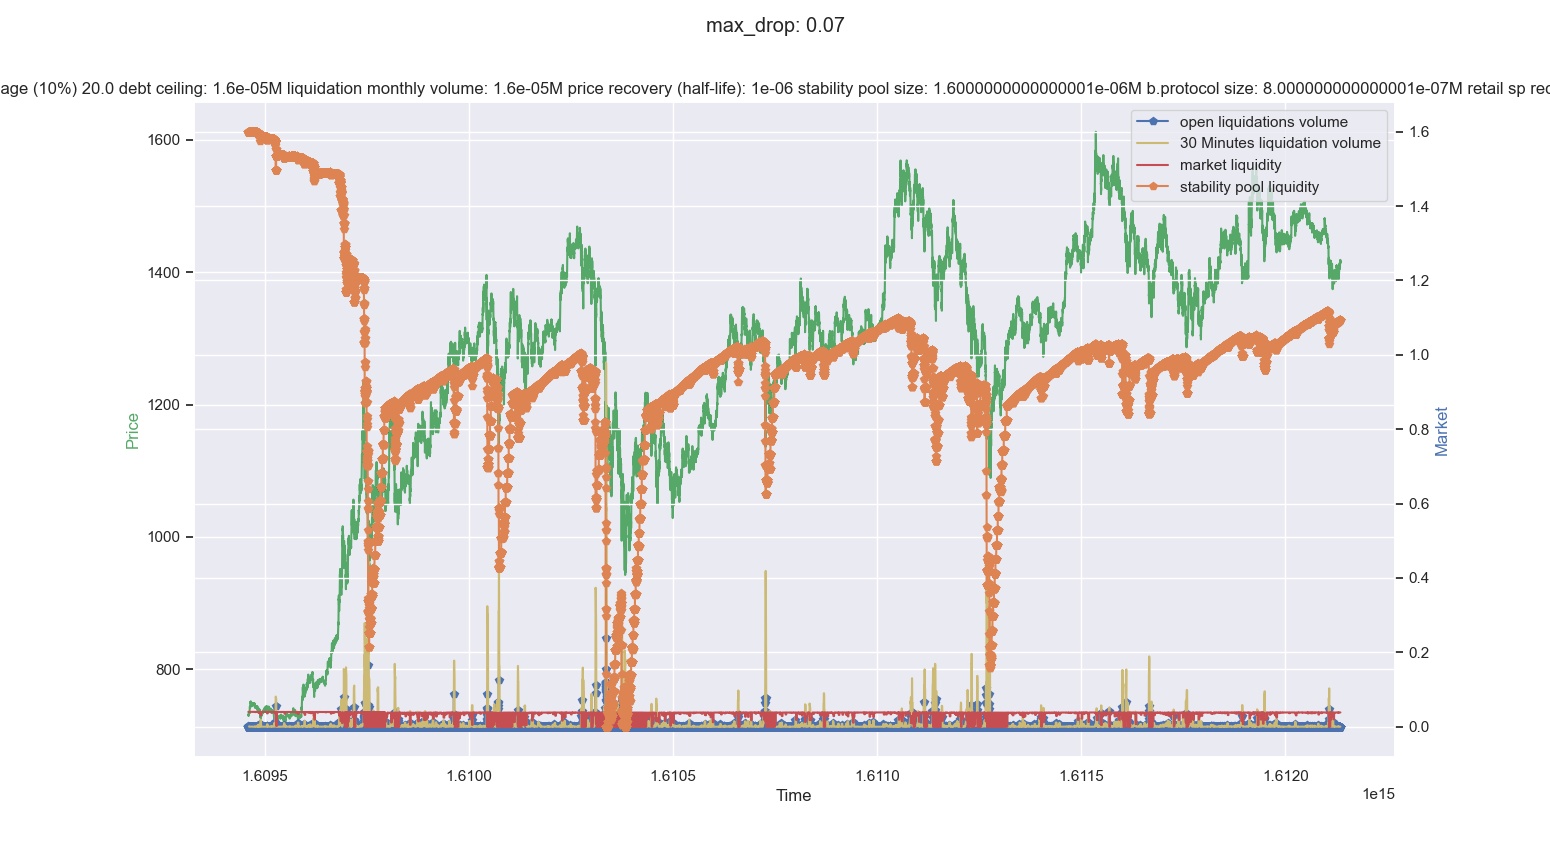 max_drop: 0.07
age (10%) 20.0 debt ceiling: 1.6e-05M liquidation monthly volume: 1.6e-05M price recovery (half-life): 1e-06 stability pool size: 1.6000000000000001e-06M b.protocol size: 8.000000000000001e-07M retail sp rec
open liquidations volume
30 Minutes liquidation volume
market liquidity
stability pool liquidity
1600
1400
1200
1000
800
Price
1.6
1.4
1.2
1.0
0.8
0.6
0.4
0.2
0.0
Market
1.6095
1.6100
1.6105
1.6110
1.6115
1.6120
Time
1e15